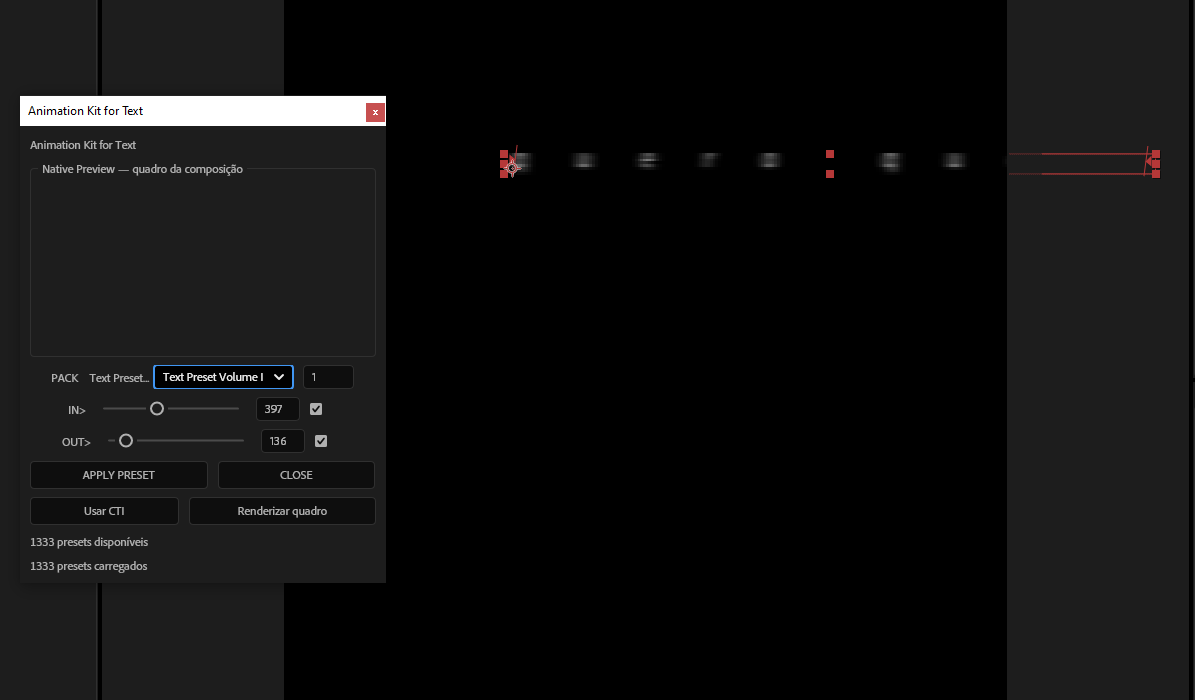 Animation Kit for Text
x
Animation Kit for Text
Native Preview — quadro da composição
PACK Text Preset... Text Preset Volume I 1
IN> 397
OUT> 136
APPLY PRESET CLOSE
Usar CTI Renderizar quadro
1333 presets disponíveis
1333 presets carregados